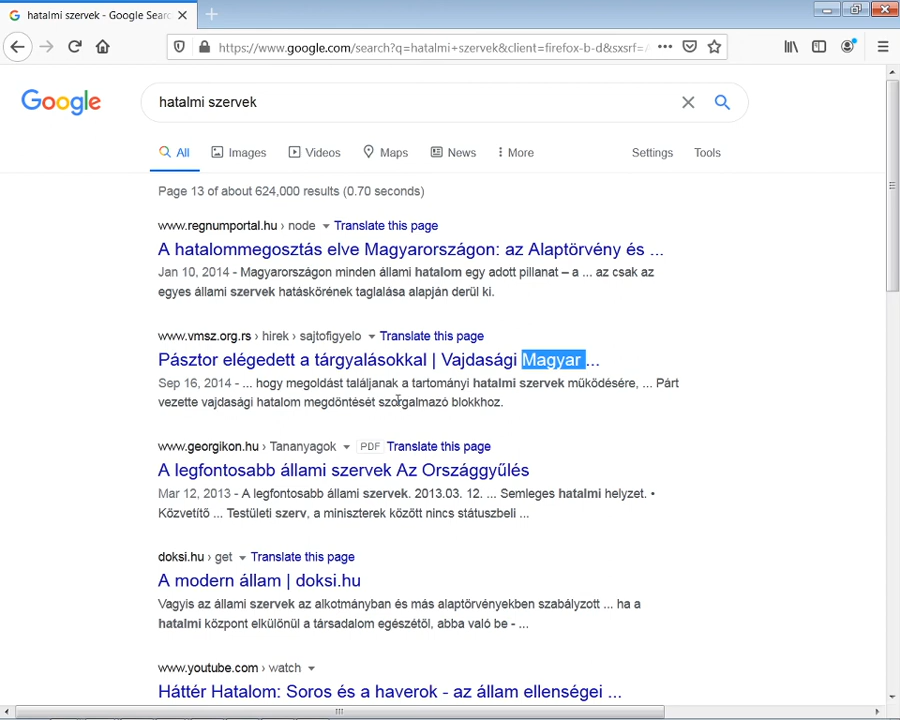 hatalmi szervek - Google Searc
https://www.google.com/search?q=hatalmi+szervek&client=firefox-b-d&sxsrf=
Google
hatalmi szervek
All Images Videos Maps News More Settings Tools
Page 13 of about 624,000 results (0.70 seconds)
www.regnumportal.hu › node Translate this page
A hatalommegosztás elve Magyarországon: az Alaptörvény és ...
Jan 10, 2014 - Magyarországon minden állami hatalom egy adott pillanat – a ... az csak az
egyes állami szervek hatáskörének taglalása alapján derül ki.
www.vmsz.org.rs › hirek › sajtofigyelo Translate this page
Pásztor elégedett a tárgyalásokkal | Vajdasági Magyar ...
Sep 16, 2014 - ... hogy megoldást találjanak a tartományi hatalmi szervek működésére, ... Párt
vezette vajdasági hatalom megdöntését szorgalmazó blokkhoz.
www.georgikon.hu › Tananyagok PDF Translate this page
A legfontosabb állami szervek Az Országgyűlés
Mar 12, 2013 - A legfontosabb állami szervek. 2013.03. 12. ... Semleges hatalmi helyzet. •
Közvetítő ... Testületi szerv, a miniszterek között nincs státuszbeli ...
doksi.hu › get Translate this page
A modern állam | doksi.hu
Vagyis az állami szervek az alkotmányban és más alaptörvényekben szabályzott ... ha a
hatalmi központ elkülönül a társadalom egészétől, abba való be - ...
www.youtube.com › watch
Háttér Hatalom: Soros és a haverok - az állam ellenségei ...